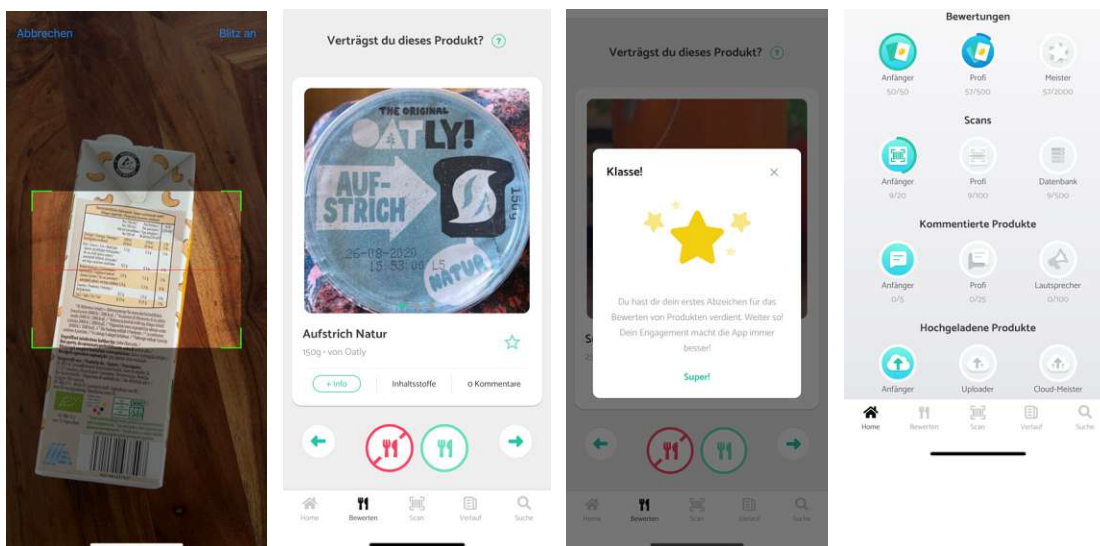 Abbrechen
Blitz an
Verträgst du dieses Produkt? ?
THE ORIGINAL
OATLY!
AUF-
STRICH
150g
26-08-2020
15:53:00 L5
NATUR
Aufstrich Natur
150g • von Oatly
+ Info
Inhaltsstoffe
0 Kommentare
Home
Bewerten
Scan
Verlauf
Suche
Verträgst du dieses Produkt? ?
Klasse!
Du hast dir dein erstes Abzeichen für das
Bewerten von Produkten verdient. Weiter so!
Dein Engagement macht die App immer
besser!
Super!
Home
Bewerten
Scan
Verlauf
Suche
Bewertungen
Anfänger
Profi
Meister
50/50
57/500
57/2000
Scans
Anfänger
Profi
Datenbank
9/20
9/100
9/500
Kommentierte Produkte
Anfänger
Profi
Lautsprecher
0/5
0/25
0/100
Hochgeladene Produkte
Anfänger
Uploader
Cloud-Meister
Home
Bewerten
Scan
Verlauf
Suche